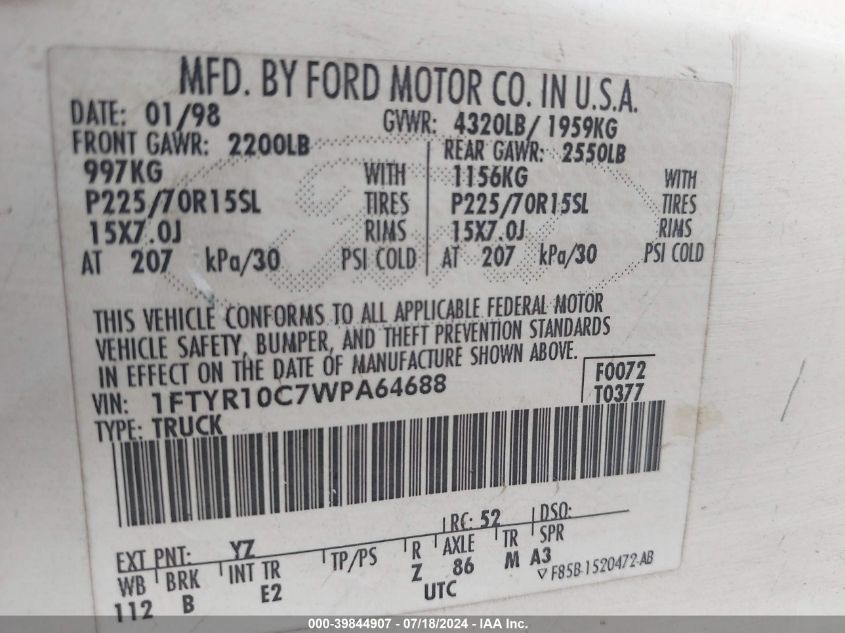 MFD. BY FORD MOTOR CO. IN U.S.A.
DATE: 01/98 GVWR: 4320LB/ 1959KG
FRONT GAWR: 2200LB REAR GAWR: 2550LB
997KG WITH 1156KG WITH
P225/70R15SL TIRES P225/70R15SL TIRES
15X7.0J RIMS 15X7.0J RIMS
AT 207 kPa/30 PSI COLD AT 207 kPa/30 PSI COLD
THIS VEHICLE CONFORMS TO ALL APPLICABLE FEDERAL MOTOR
VEHICLE SAFETY, BUMPER, AND THEFT PREVENTION STANDARDS
IN EFFECT ON THE DATE OF MANUFACTURE SHOWN ABOVE.
VIN: 1FTYR10C7WPA64688 F0072
TYPE: TRUCK T0377
EXT PNT: YZ RC: 52 DSO:
WB BRK INT TR TP/PS R AXLE TR SPR
112 B E2 Z 86 M A3
UTC F85B-1520472-AB
000-39844907 - 07/18/2024 - IAA Inc.